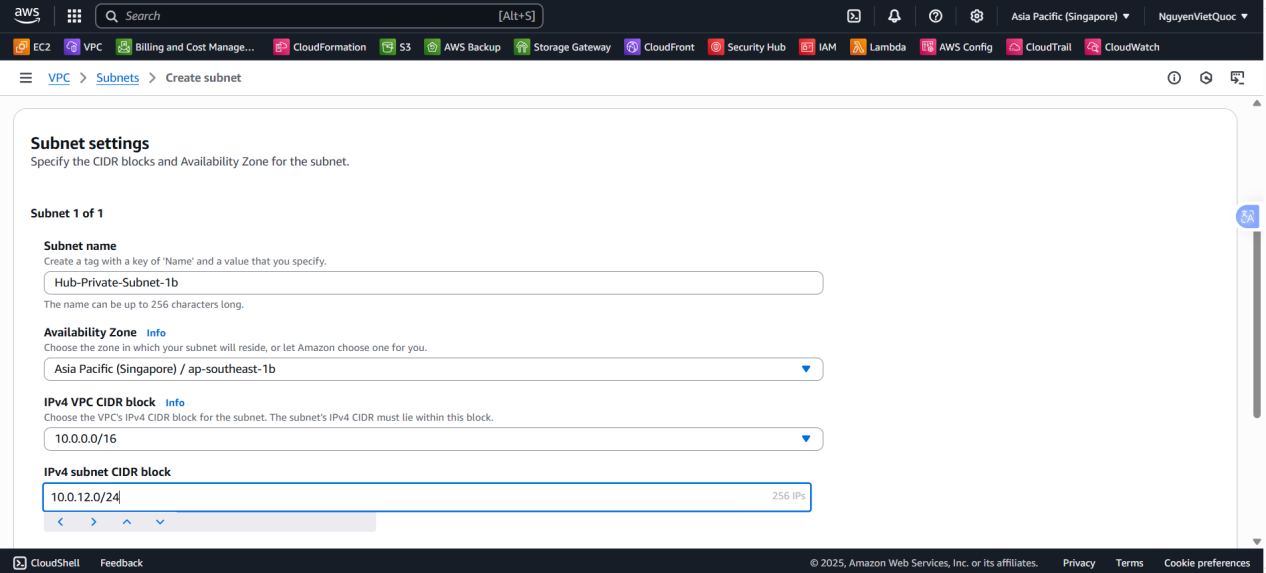 aws
Search [Alt+S]
Asia Pacific (Singapore) ▼ NguyenVietQuoc ▼
EC2 VPC Billing and Cost Manage... CloudFormation S3 AWS Backup Storage Gateway CloudFront Security Hub IAM Lambda AWS Config CloudTrail CloudWatch
VPC > Subnets > Create subnet
Subnet settings
Specify the CIDR blocks and Availability Zone for the subnet.
Subnet 1 of 1
Subnet name
Create a tag with a key of 'Name' and a value that you specify.
Hub-Private-Subnet-1b
The name can be up to 256 characters long.
Availability Zone Info
Choose the zone in which your subnet will reside, or let Amazon choose one for you.
Asia Pacific (Singapore) / ap-southeast-1b
IPv4 VPC CIDR block Info
Choose the VPC's IPv4 CIDR block for the subnet. The subnet's IPv4 CIDR must lie within this block.
10.0.0.0/16
IPv4 subnet CIDR block
10.0.12.0/24 256 IPs
CloudShell Feedback © 2025, Amazon Web Services, Inc. or its affiliates. Privacy Terms Cookie preferences